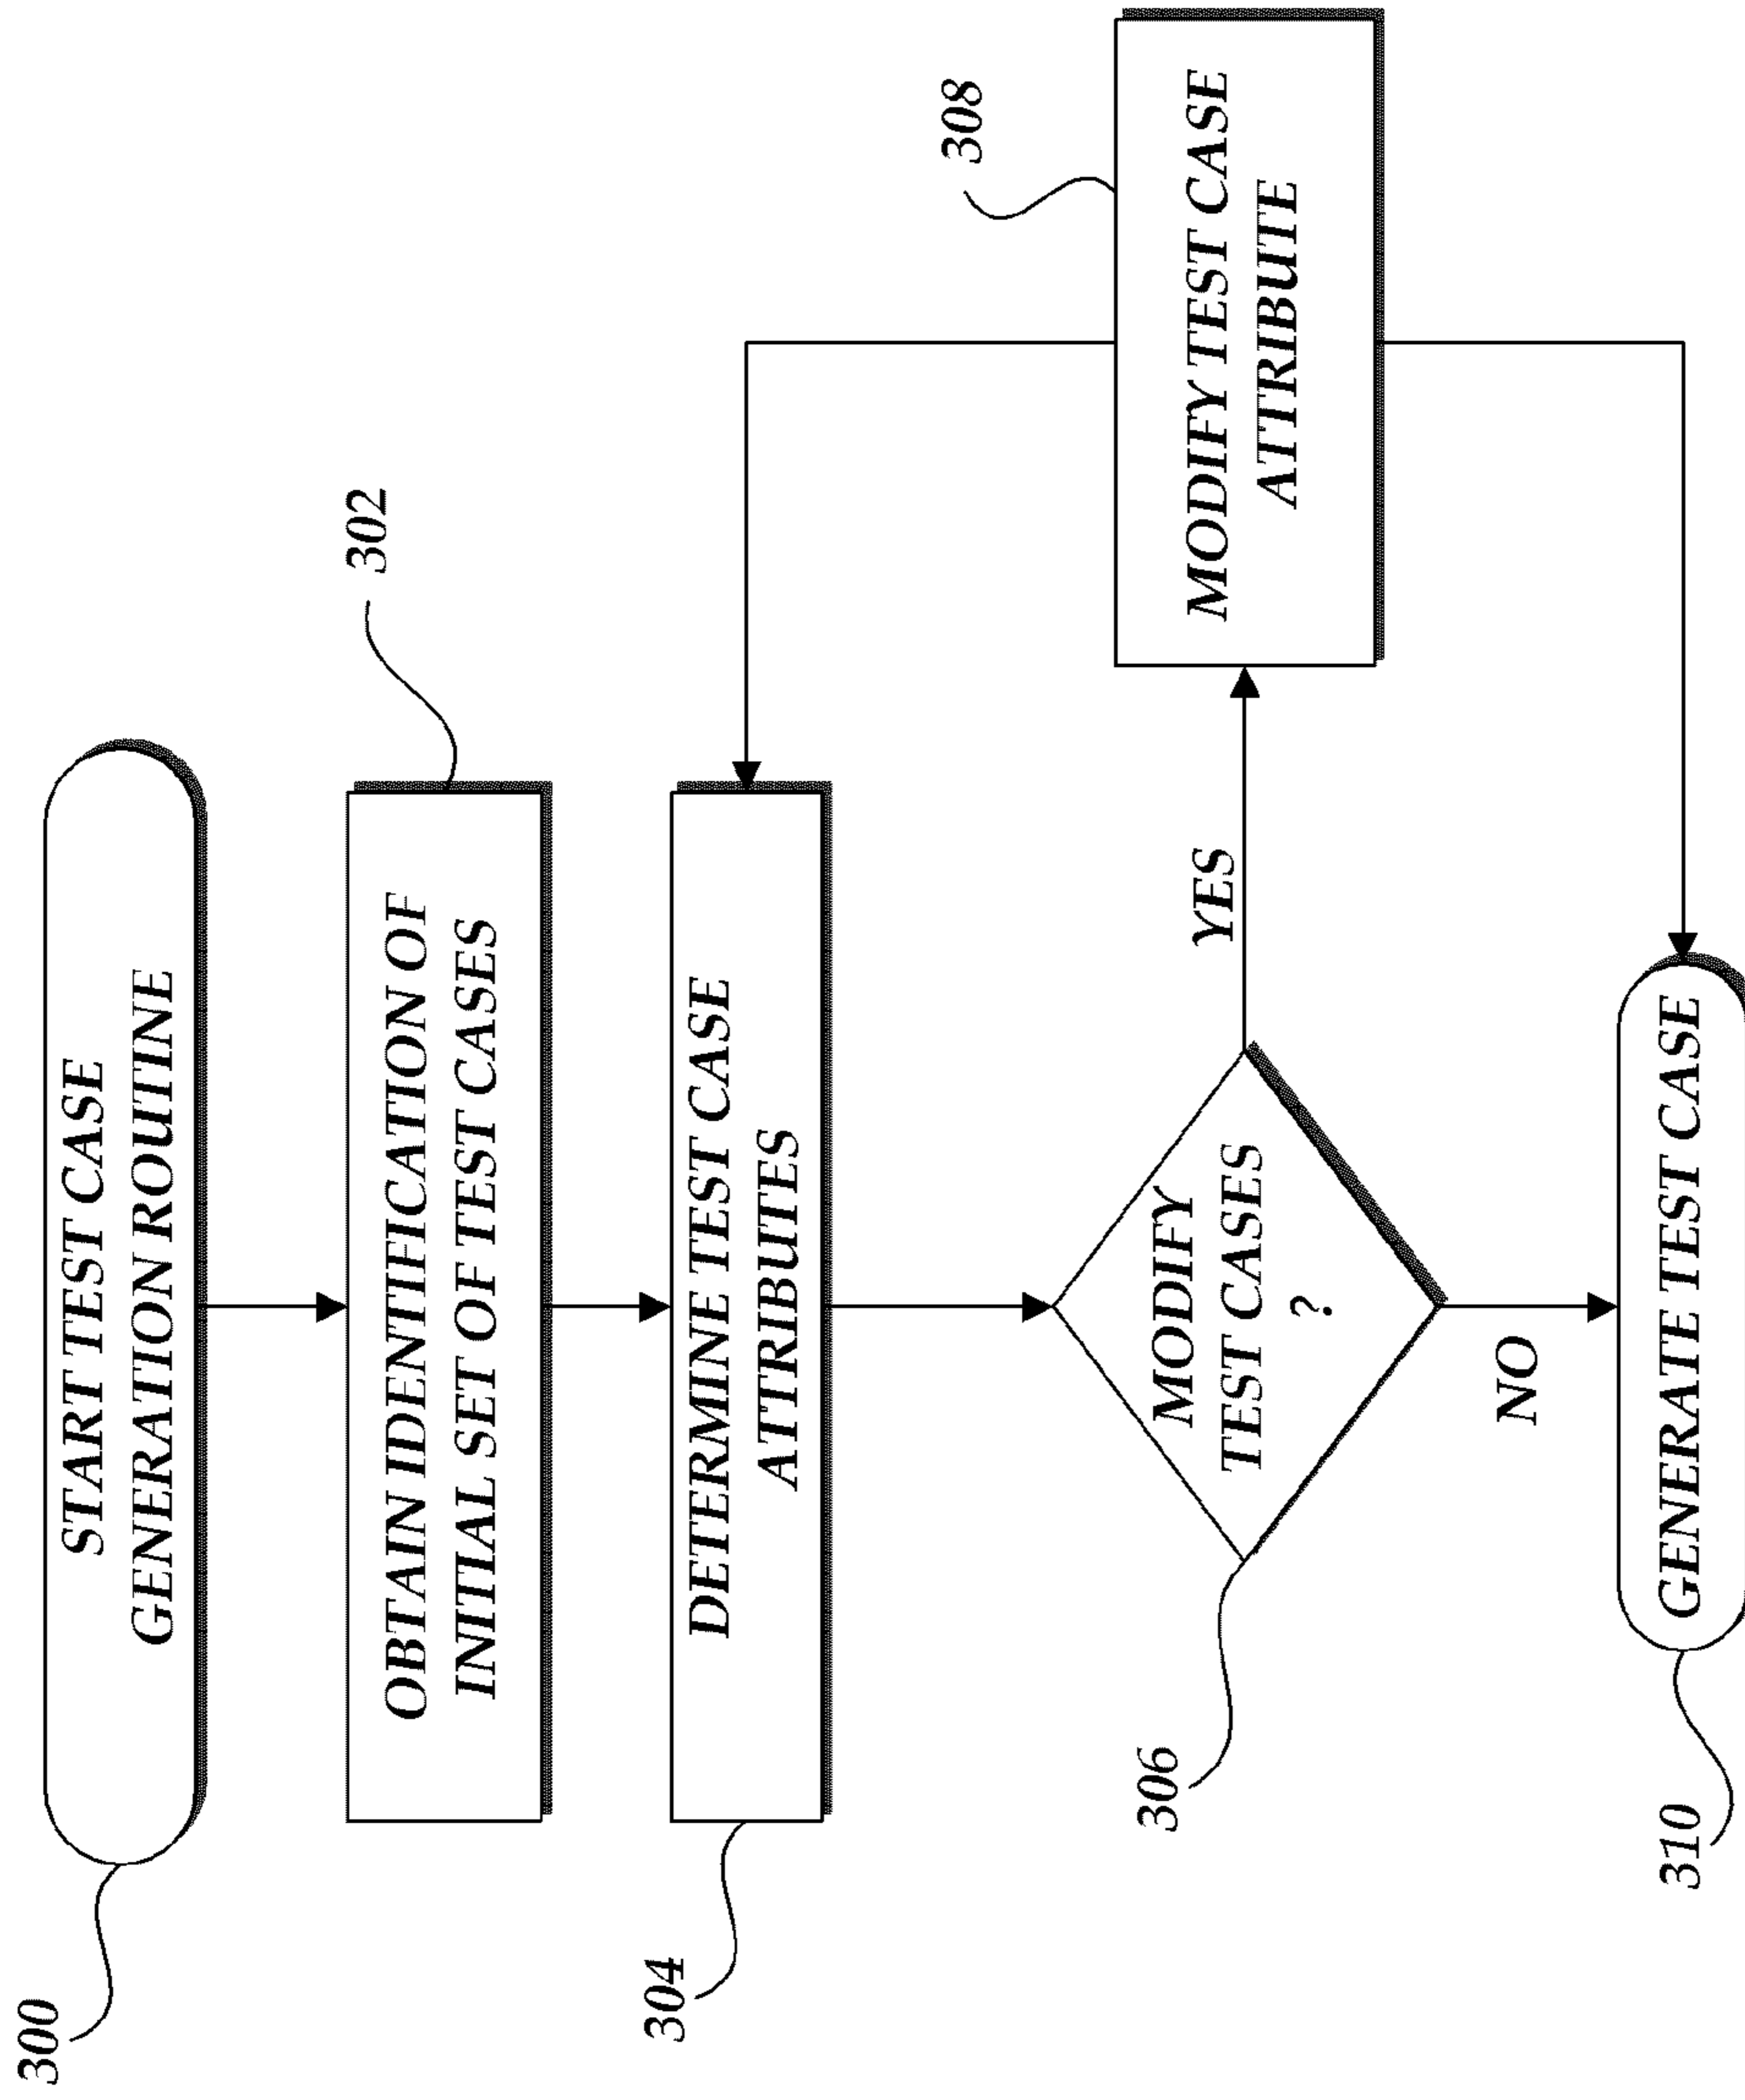 300
START TEST CASE
GENERATION ROUTINE
302
OBTAIN IDENTIFICATION OF
INITIAL SET OF TEST CASES
304
DETERMINE TEST CASE
ATTRIBUTES
306
MODIFY
TEST CASES
?
YES
308
MODIFY TEST CASE
ATTRIBUTE
NO
310
GENERATE TEST CASE